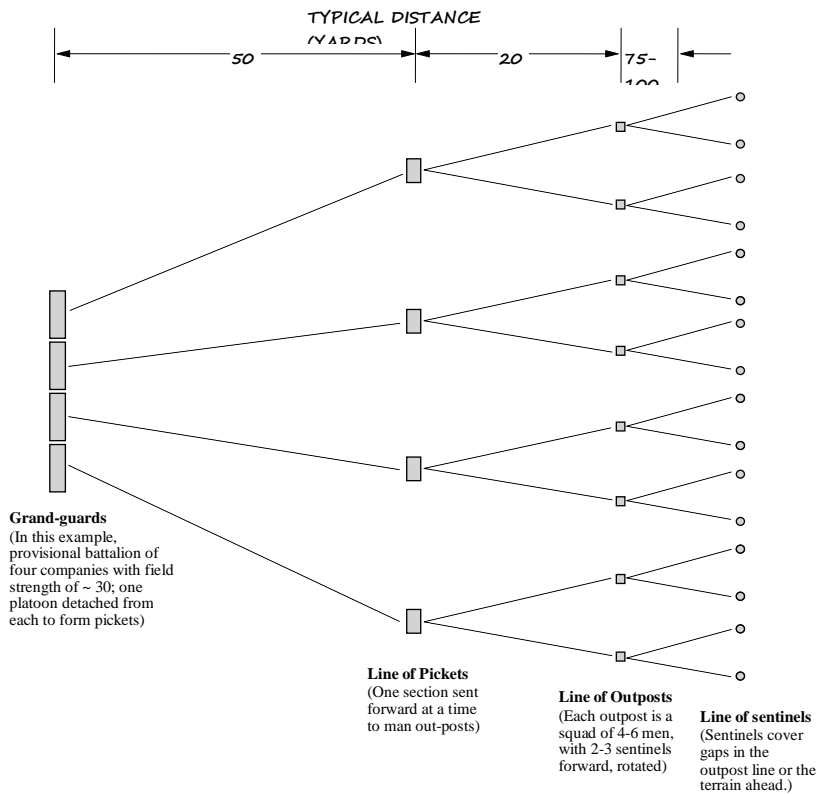 TYPICAL DISTANCE
(YARDS)
50
20
75-
100
Grand-guards
(In this example,
provisional battalion of
four companies with field
strength of ~ 30; one
platoon detached from
each to form pickets)
Line of Pickets
(One section sent
forward at a time
to man out-posts)
Line of Outposts
(Each outpost is a
squad of 4-6 men,
with 2-3 sentinels
forward, rotated)
Line of sentinels
(Sentinels cover
gaps in the
outpost line or the
terrain ahead.)